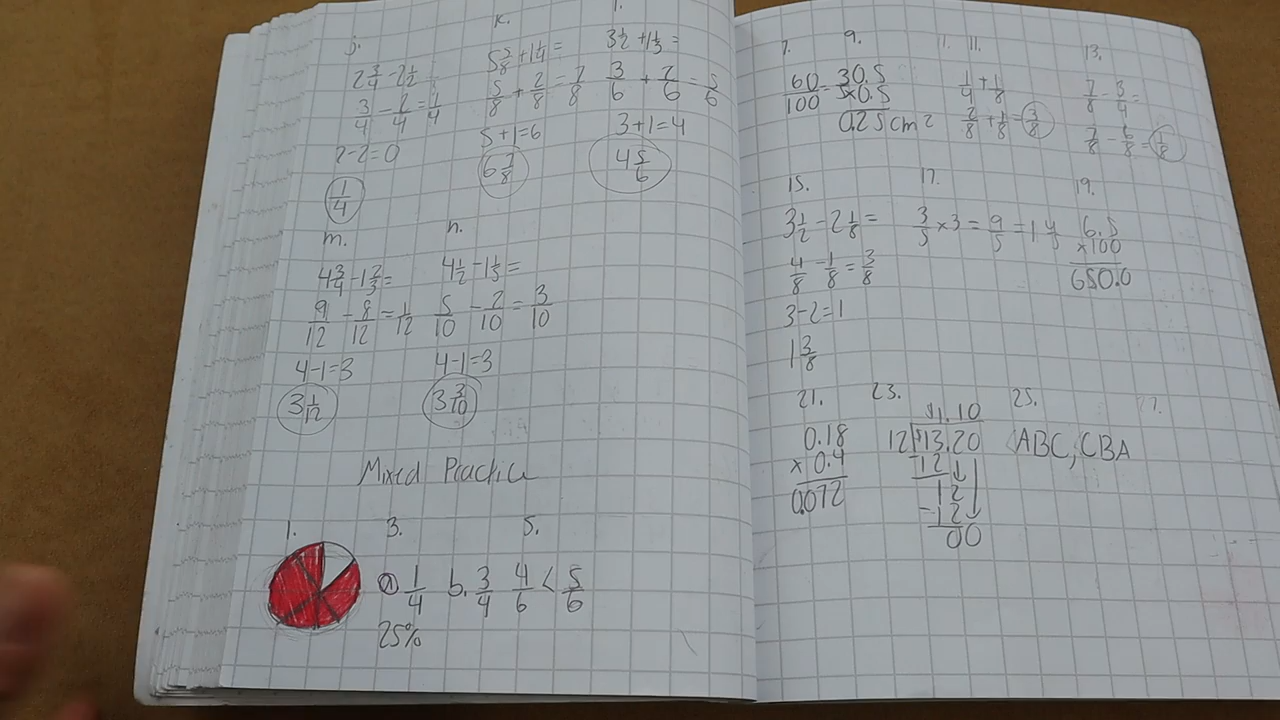 j.
2 3/4 - 2 1/2
3/4 - 2/4 = 1/4
2-2=0
1/4
k.
5 5/8 + 1 1/4 =
5/8 + 2/8 = 7/8
5+1=6
6 7/8
l.
3 1/2 + 1 1/3 =
3/6 + 2/6 = 5/6
3+1=4
4 5/6
m.
4 3/4 - 1 2/3 =
9/12 - 8/12 = 1/12
4-1=3
3 1/12
n.
4 1/2 - 1 1/5 =
5/10 - 2/10 = 3/10
4-1=3
3 3/10
Mixed Practice
1.
3.
a 1/4 b. 3/4
25%
5.
4/6 < 5/6
7.
60/100 =
9.
0.5
x0.5
0.25cm2
11.
1/4 + 1/8
2/8 + 1/8 = 3/8
13.
7/8 - 3/4 =
7/8 - 6/8 = 1/8
15.
3 1/2 - 2 1/8 =
4/8 - 1/8 = 3/8
3-2=1
1 3/8
17.
3/5 x 3 = 9/5 = 1 4/5
19.
6.5
x100
650.0
21.
0.18
x 0.4
0.072
23.
$1.10
12 $13.20
-12
12
-12
00
25.
<ABC, CBA